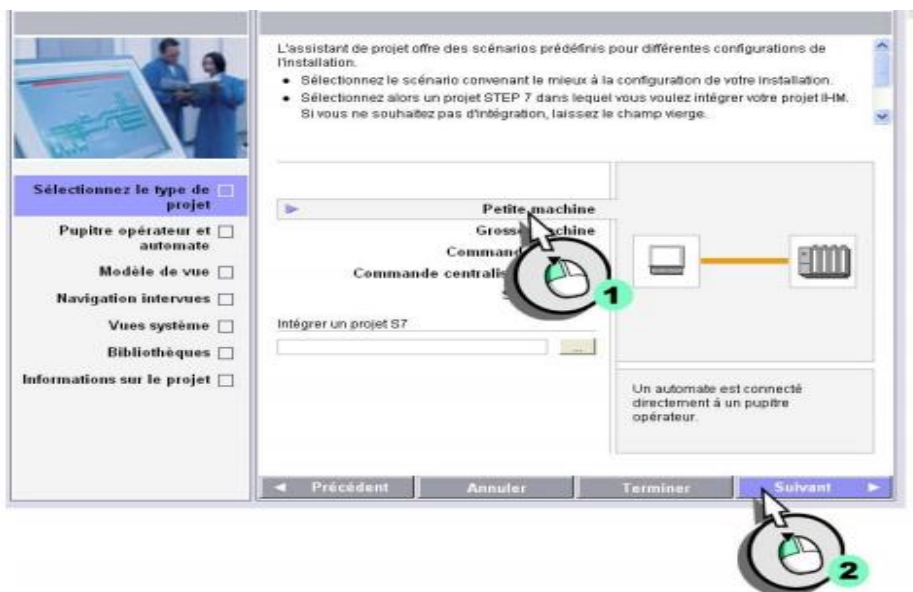 L'assistant de projet offre des scénarios prédéfinis pour différentes configurations de
l'installation.
• Sélectionnez le scénario convenant le mieux à la configuration de votre installation.
• Sélectionnez alors un projet STEP 7 dans lequel vous voulez intégrer votre projet IHM.
Si vous ne souhaitez pas d'intégration, laissez le champ vierge.
Sélectionnez le type de
projet
Pupitre opérateur et
automate
Modèle de vue
Navigation intervues
Vues système
Bibliothèques
Informations sur le projet
Petite machine
Grosse machine
Commande centralis
1
Intégrer un projet S7
...
Un automate est connecté
directement à un pupitre
opérateur.
Précédent
Annuler
Terminer
Suivant
2